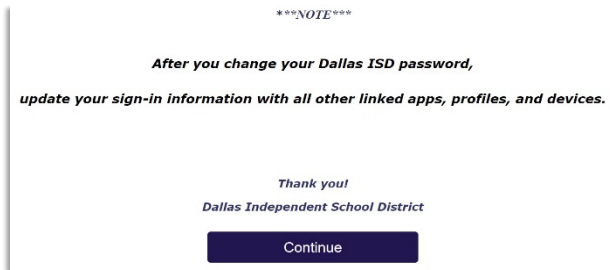 ***NOTE***
After you change your Dallas ISD password,
update your sign-in information with all other linked apps, profiles, and devices.
Thank you!
Dallas Independent School District
Continue